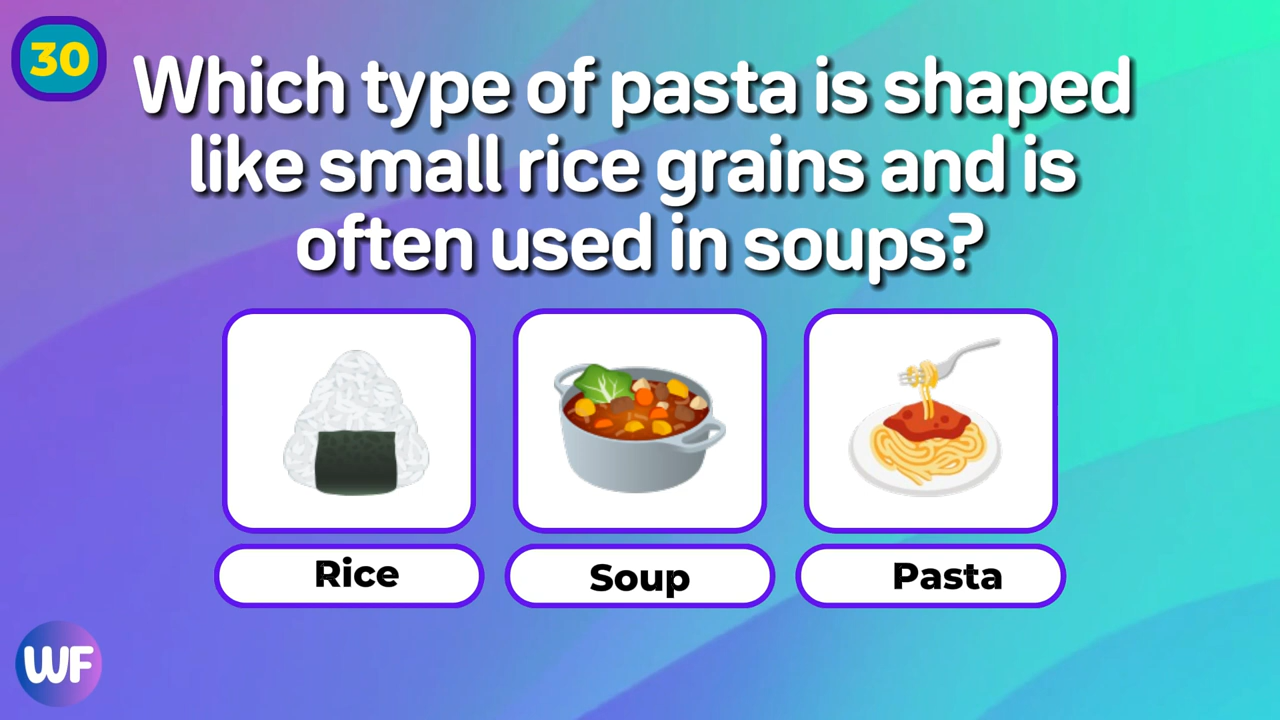 30
Which type of pasta is shaped
like small rice grains and is
often used in soups?
Rice
Soup
Pasta
WF